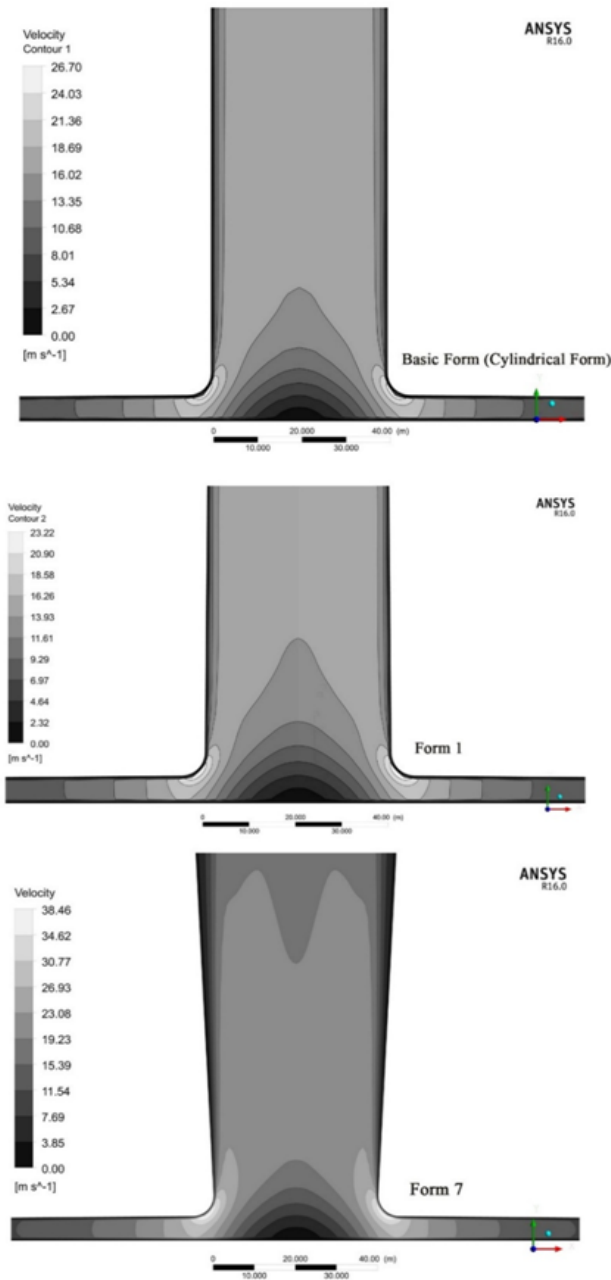 Velocity
Contour 1
26.70
24.03
21.36
18.69
16.02
13.35
10.68
8.01
5.34
2.67
0.00
[m s^-1]
ANSYS
R16.0
Basic Form (Cylindrical Form)
0 20.000 40.00 (m)
10.000 30.000
Velocity
Contour 2
23.22
20.90
18.58
16.26
13.93
11.61
9.29
6.97
4.64
2.32
0.00
[m s^-1]
ANSYS
R16.0
Form 1
0 20.000 40.00 (m)
10.000 30.000
Velocity
38.46
34.62
30.77
26.93
23.08
19.23
15.39
11.54
7.69
3.85
0.00
[m s^-1]
ANSYS
R16.0
Form 7
0 20.000 40.00 (m)
10.000 30.000